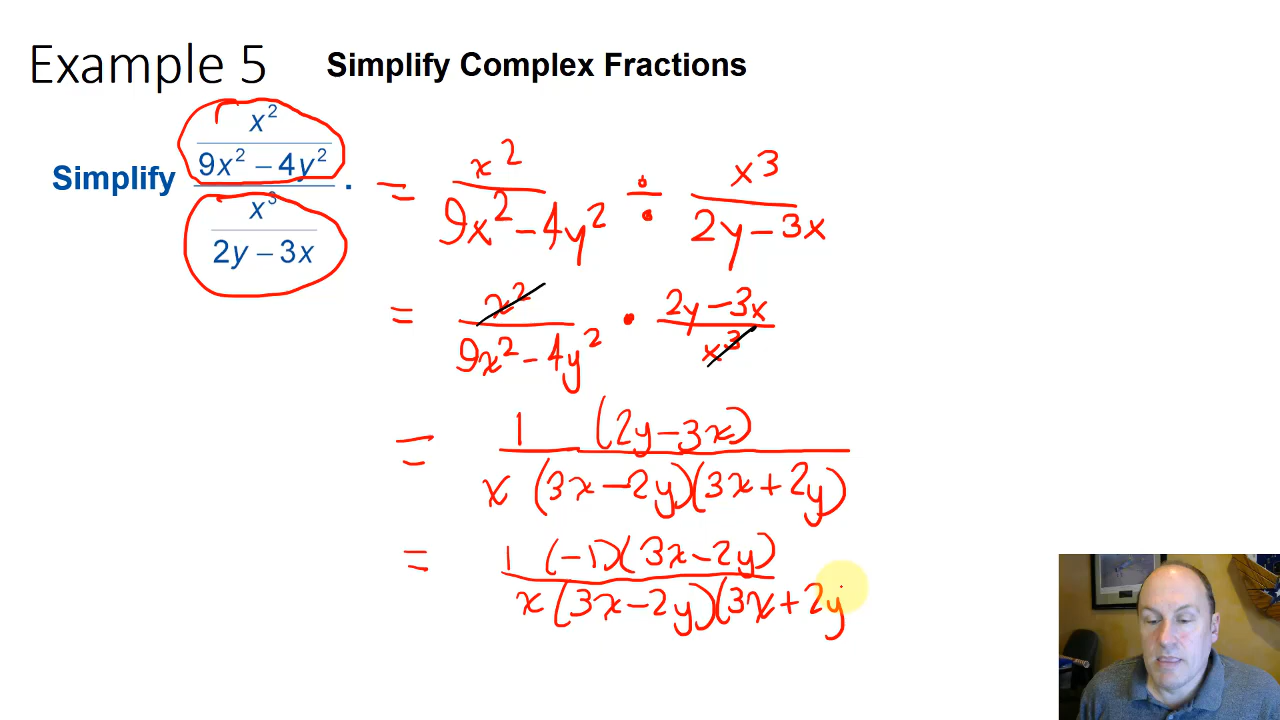 Example 5 Simplify Complex Fractions
Simplify
x²
9x² – 4y²
x³
2y – 3x
.
= x²/(9x² – 4y²) ÷ x³/(2y – 3x)
= x²/(9x² – 4y²) • (2y – 3x)/x³
= 1 (2y – 3x)/x (3x – 2y)(3x + 2y)
= 1 (–1)(3x – 2y)/x (3x – 2y)(3x + 2y